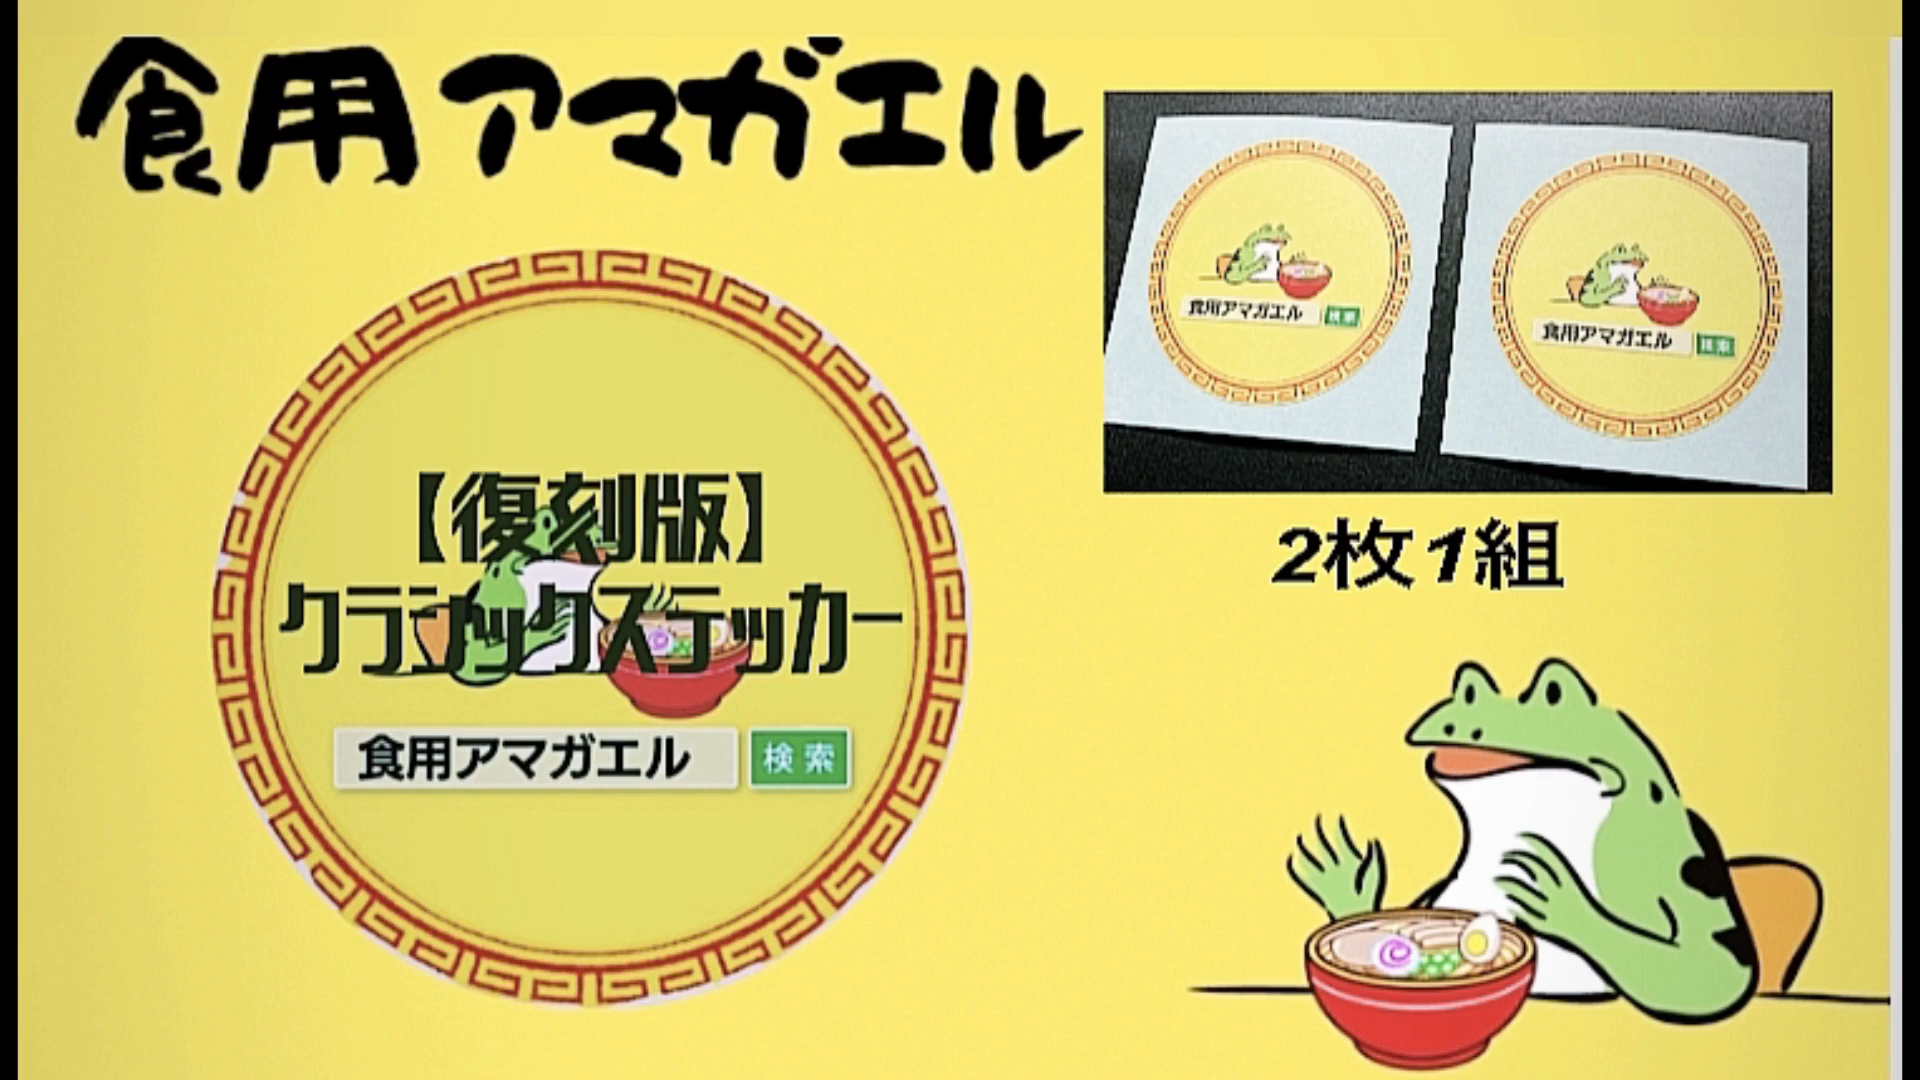 食用アマガエル
食用アマガエル 検索
食用アマガエル 検索
2枚1組
【復刻版】
クラシックステッカー
食用アマガエル 検索